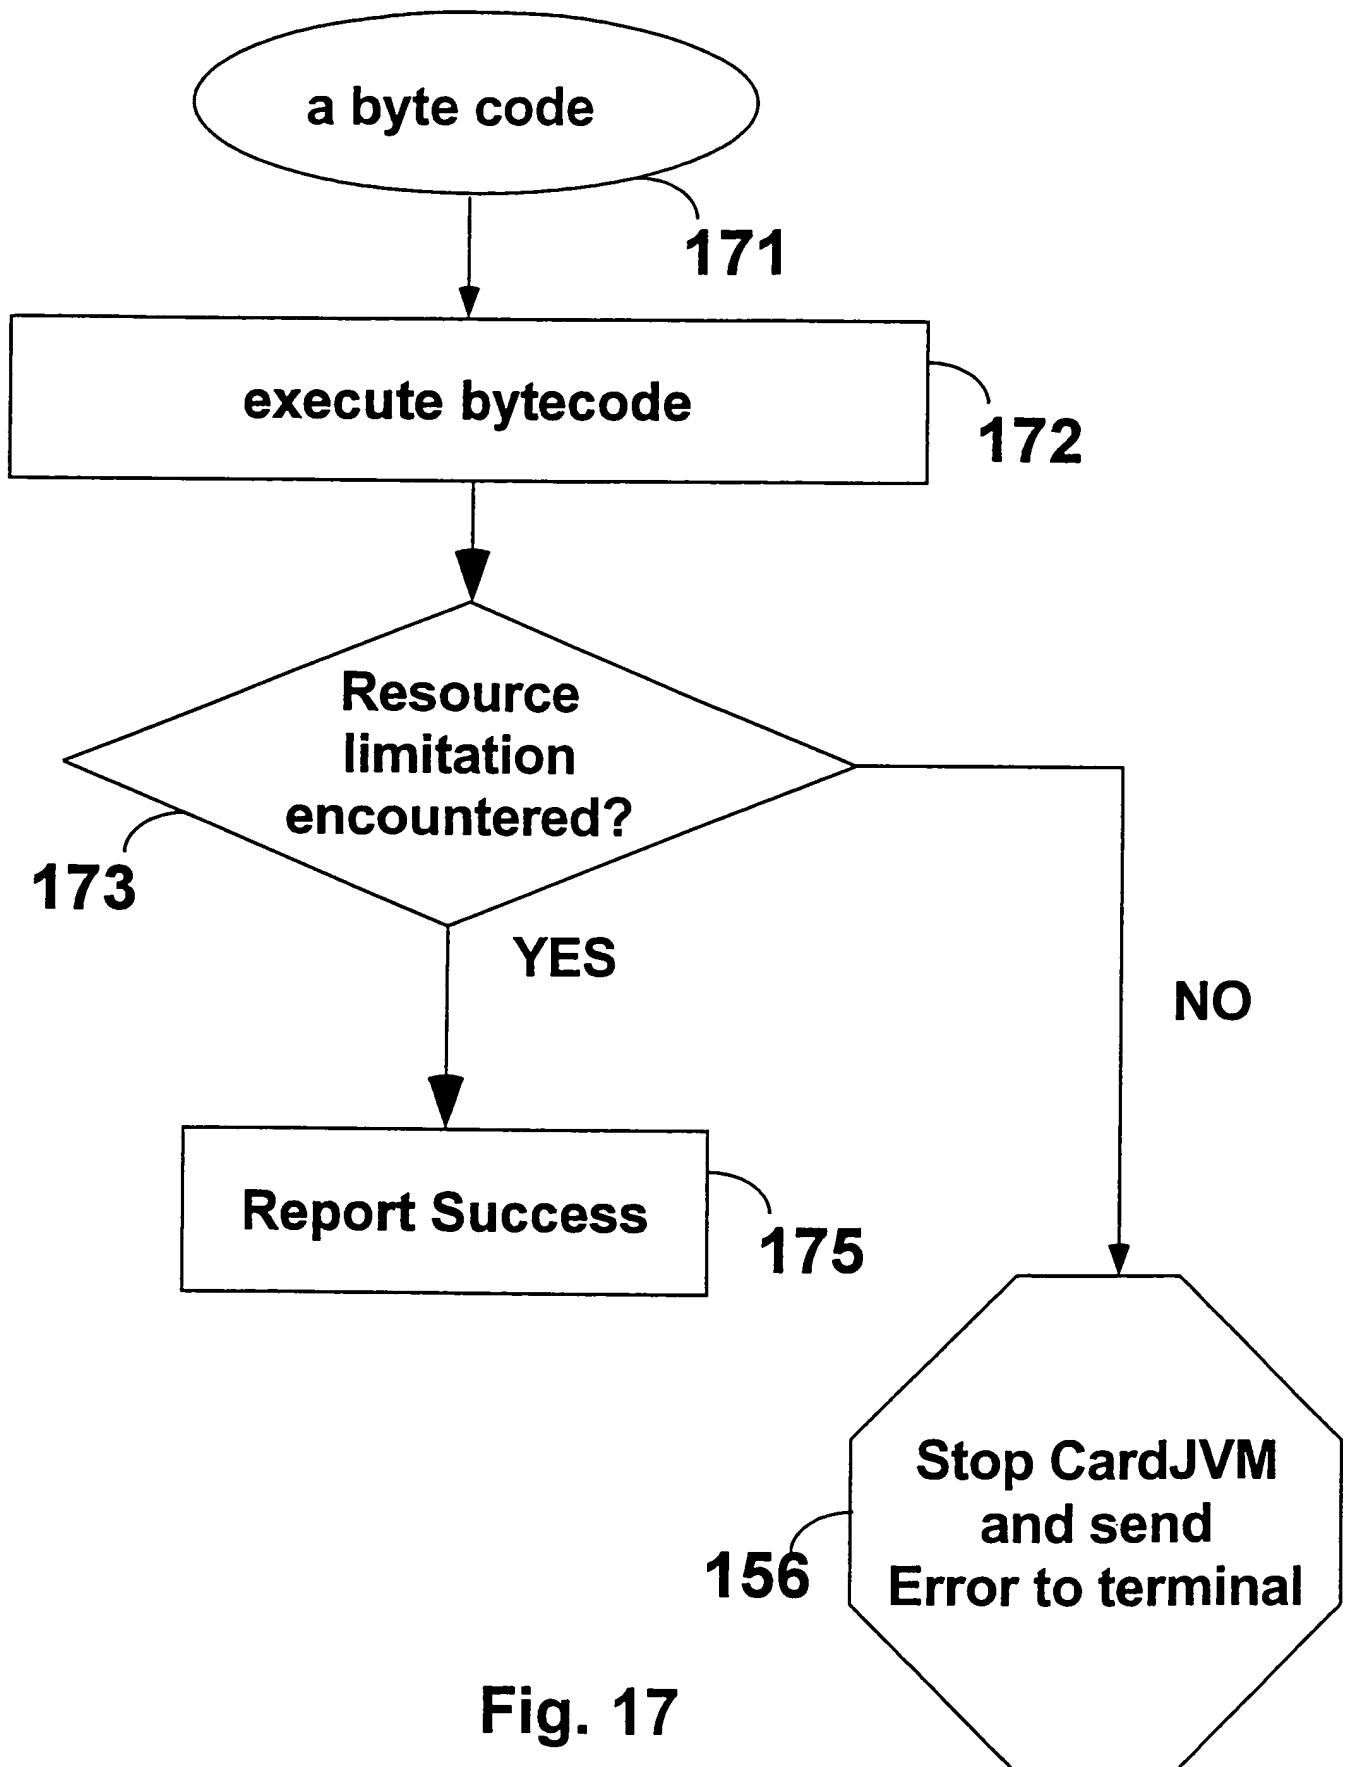 a byte code
171
execute bytecode
172
Resource
limitation
encountered?
173
YES
NO
Report Success
175
Stop CardJVM
and send
Error to terminal
156
Fig. 17